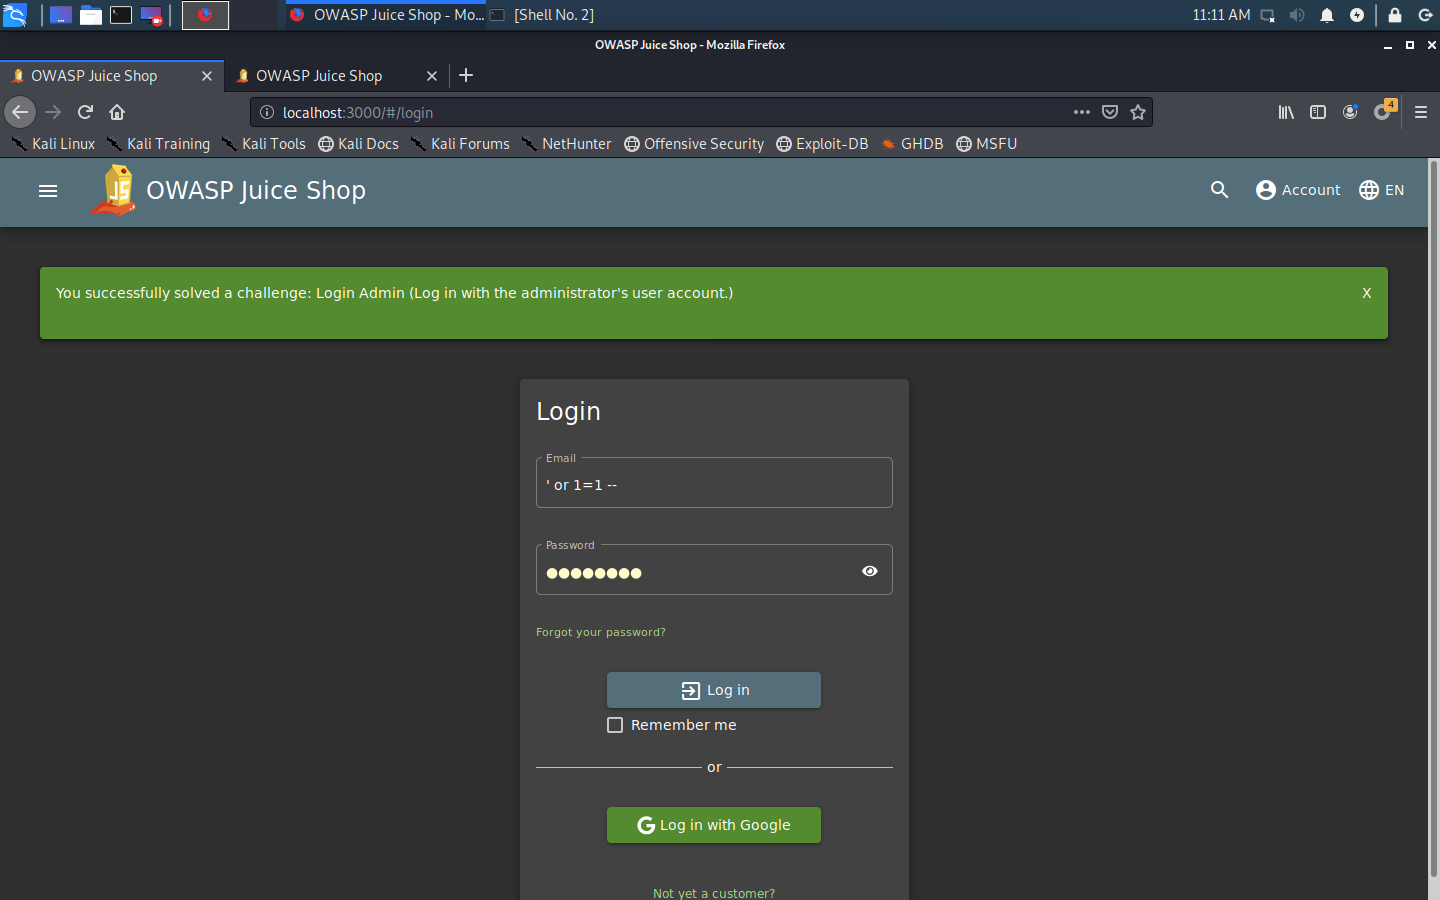 OWASP Juice Shop - Mo... [Shell No. 2] 11:11 AM
OWASP Juice Shop - Mozilla Firefox
OWASP Juice Shop OWASP Juice Shop
localhost:3000/#/login 4
Kali Linux Kali Training Kali Tools Kali Docs Kali Forums NetHunter Offensive Security Exploit-DB GHDB MSFU
JS OWASP Juice Shop Account EN
You successfully solved a challenge: Login Admin (Log in with the administrator's user account.) X
Login
Email
' or 1=1 --
Password
Forgot your password?
Log in
Remember me
or
G Log in with Google
Not yet a customer?